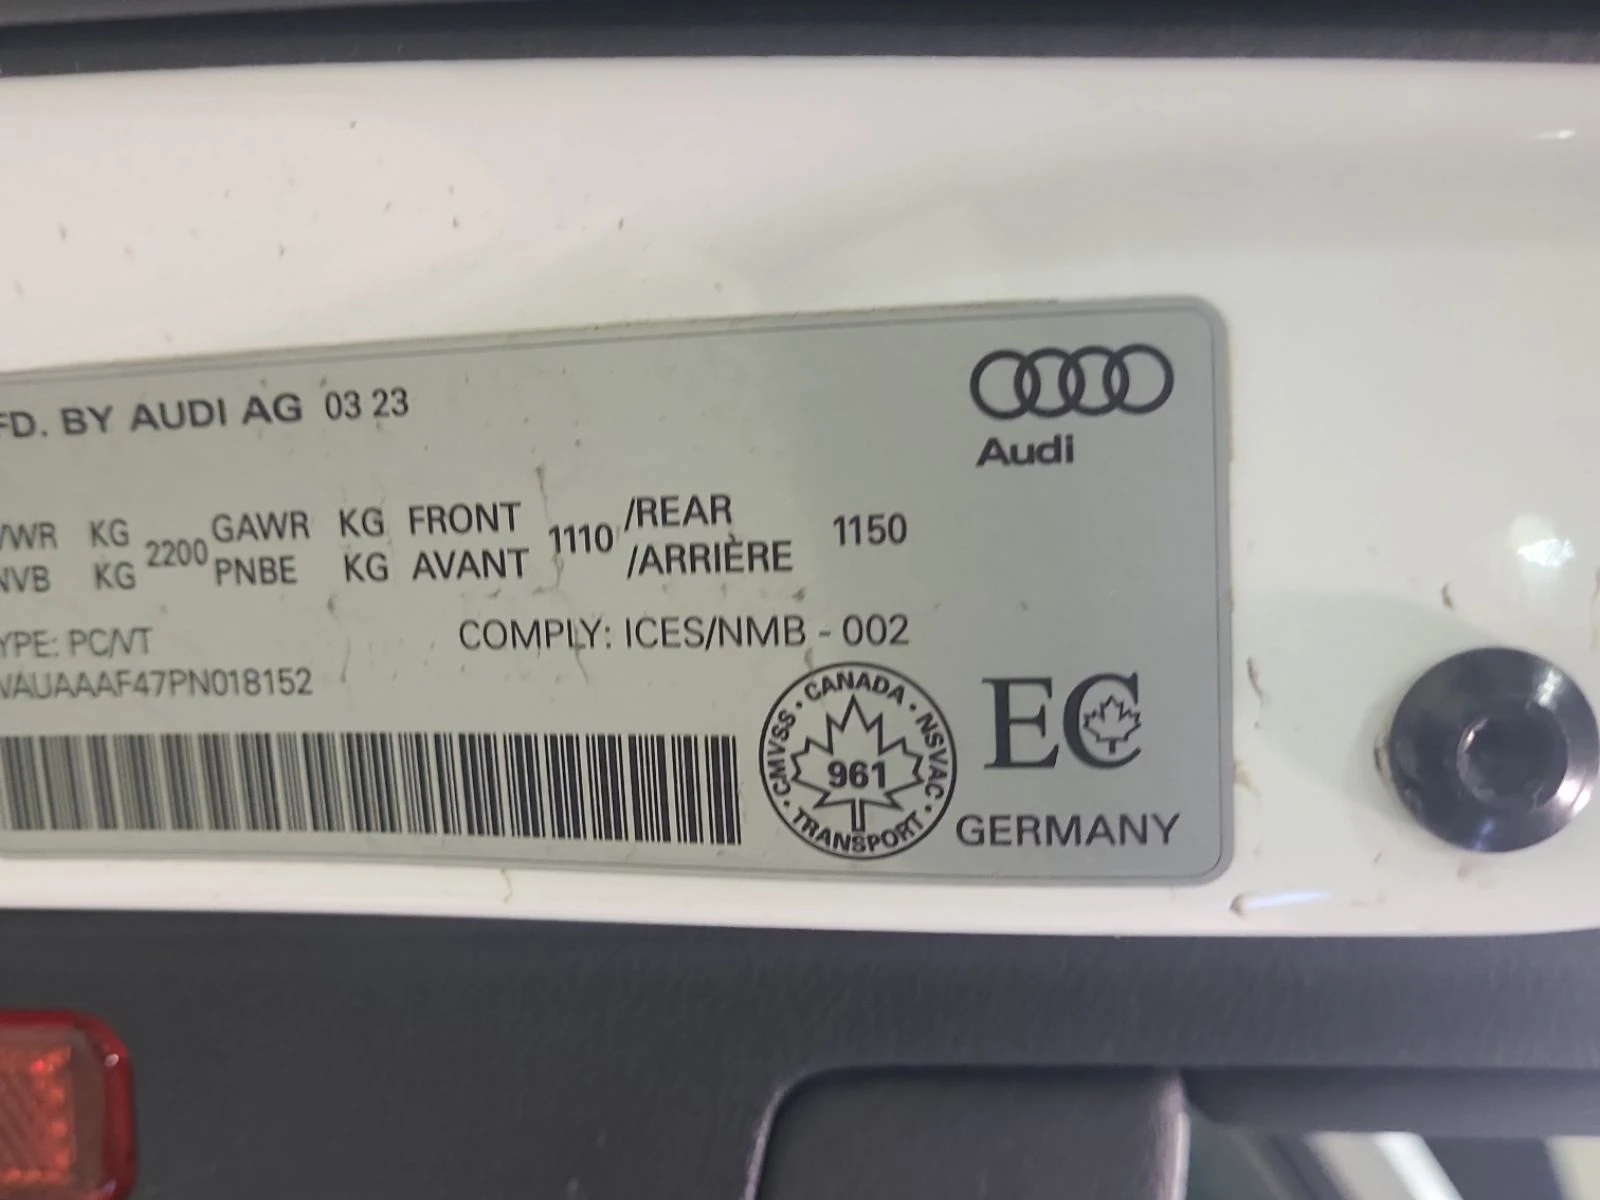 FD. BY AUDI AG 03 23
Audi
VWR KG 2200 GAWR KG FRONT 1110 /REAR 1150
NVB KG PNBE KG AVANT /ARRIÈRE
YPE: PC/VT COMPLY: ICES/NMB - 002
WAUAAAF47PN018152
CMVSS · CANADA · NSVAC · TRANSPORT ·
961
EC
GERMANY